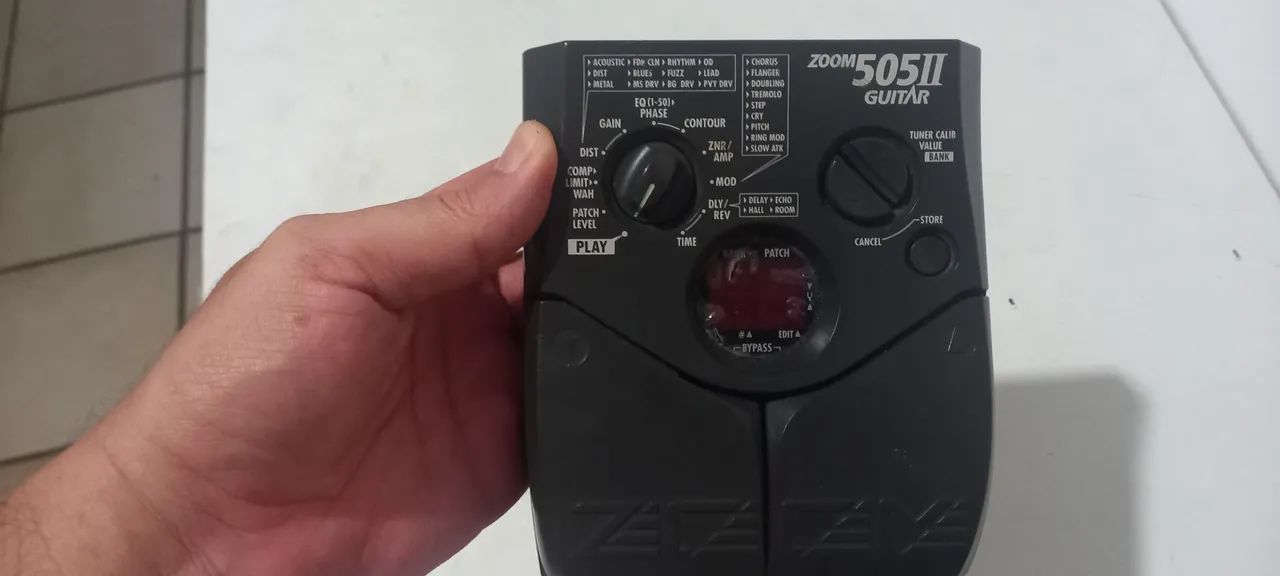 ▸ACOUSTIC ▸FDR CLN ▸RHYTHM ▸OD
▸DIST ▸BLUES ▸FUZZ ▸LEAD
▸METAL ▸MS DRV ▸BG DRV ▸PVY DRV
▸CHORUS
▸FLANGER
▸DOUBLING
▸TREMOLO
▸STEP
▸CRY
▸PITCH
▸RING MOD
▸SLOW ATK
ZOOM 505II
GUITAR
EQ(1-50)▸
PHASE
GAIN
CONTOUR
DIST
ZNR/
AMP
COMP▸
LIMIT▸
WAH
MOD
PATCH
LEVEL
DLY/
REV
▸DELAY ▸ECHO
▸HALL ▸ROOM
PLAY
TIME
TUNER CALIB
VALUE
BANK
STORE
CANCEL
BANK PATCH
# ▲ EDIT ▲
BYPASS
ZOOM